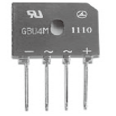 GBU4M 1110
- ~ ~ +